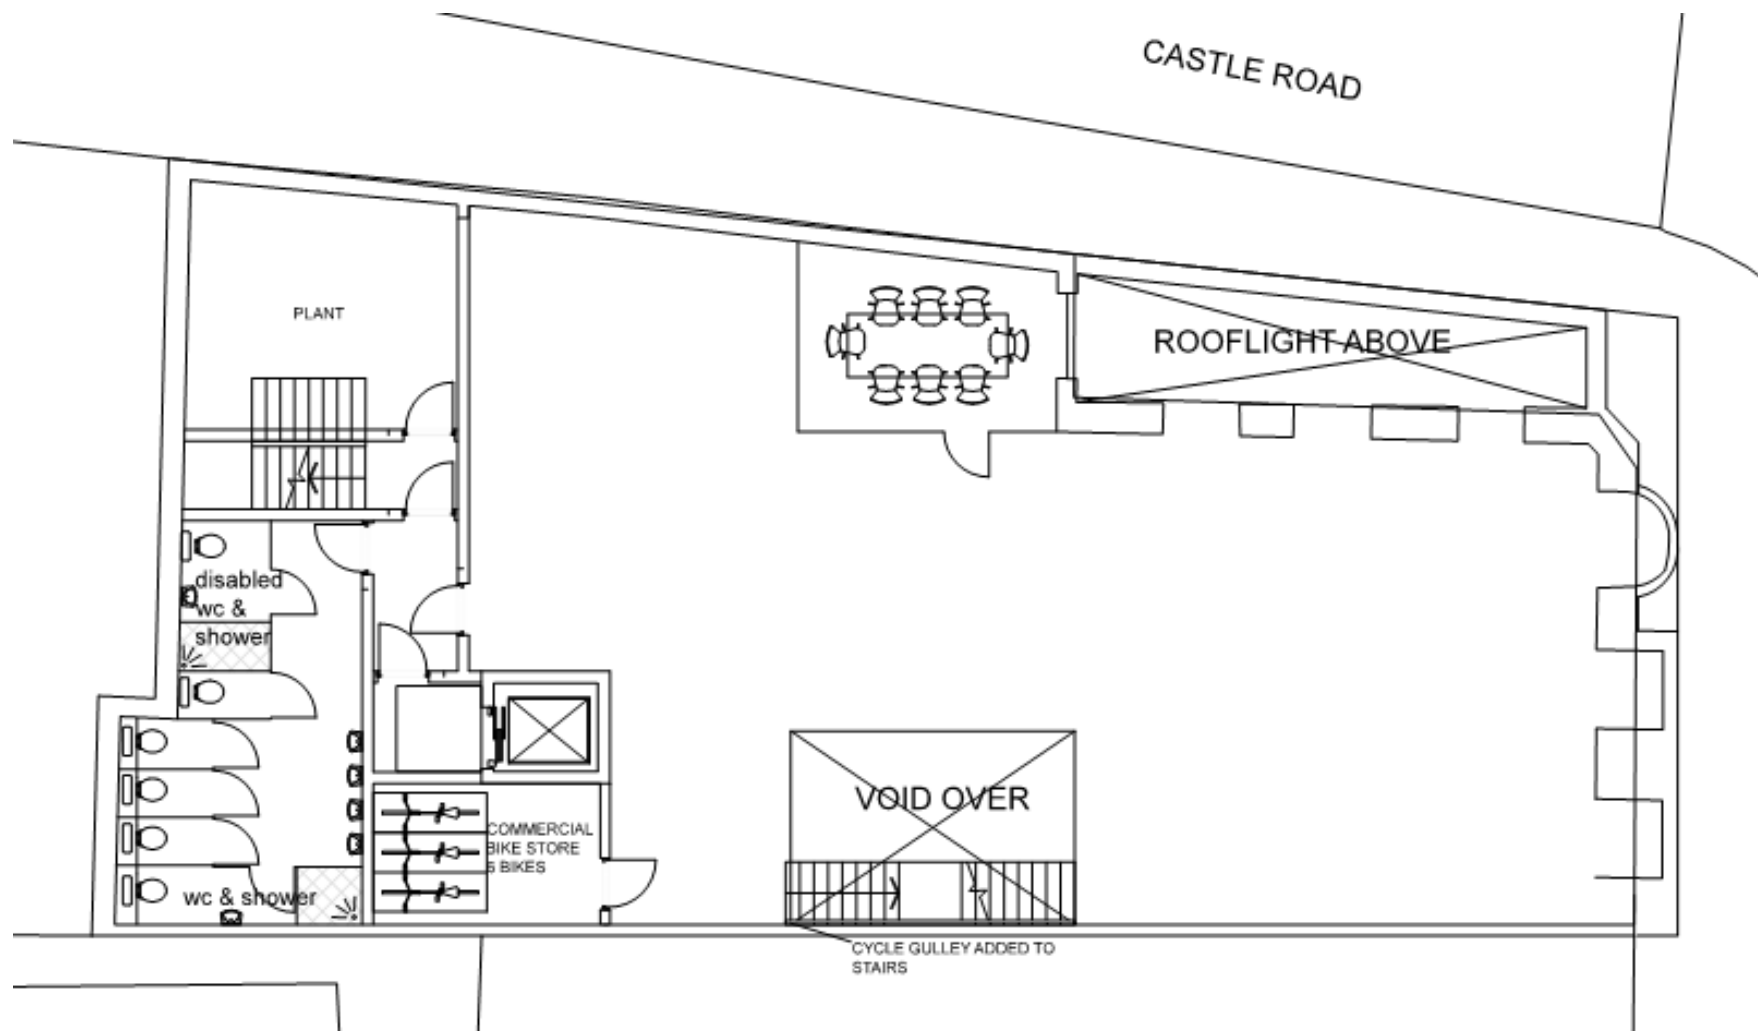 CASTLE ROAD
PLANT
ROOFLIGHT ABOVE
disabled
wc &
shower
VOID OVER
COMMERCIAL
BIKE STORE
6 BIKES
wc & shower
CYCLE GULLEY ADDED TO
STAIRS